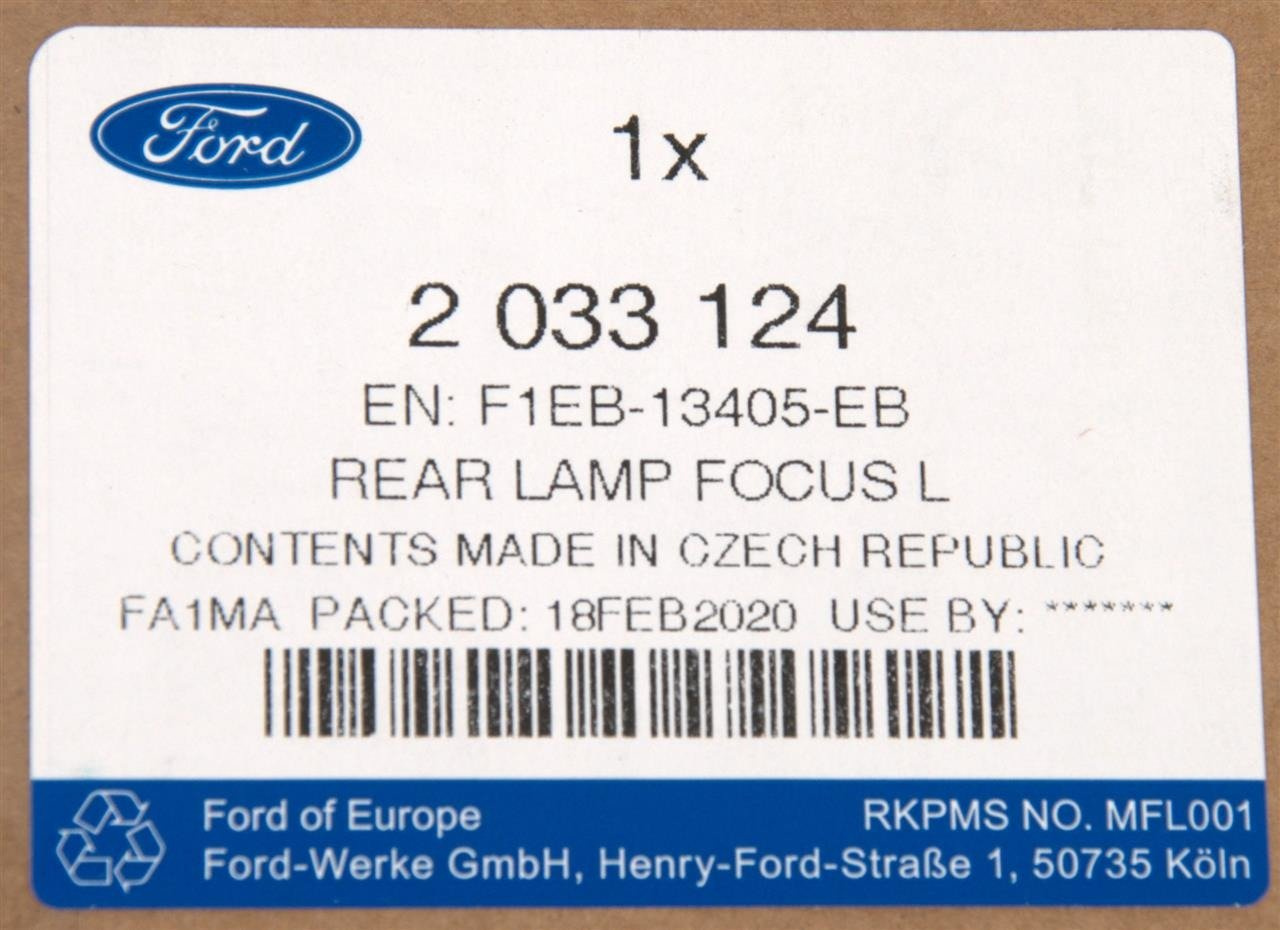 Ford
1x
2 033 124
EN: F1EB-13405-EB
REAR LAMP FOCUS L
CONTENTS MADE IN CZECH REPUBLIC
FA1MA PACKED: 18FEB2020 USE BY: *******
Ford of Europe RKPMS NO. MFL001
Ford-Werke GmbH, Henry-Ford-Straße 1, 50735 Köln